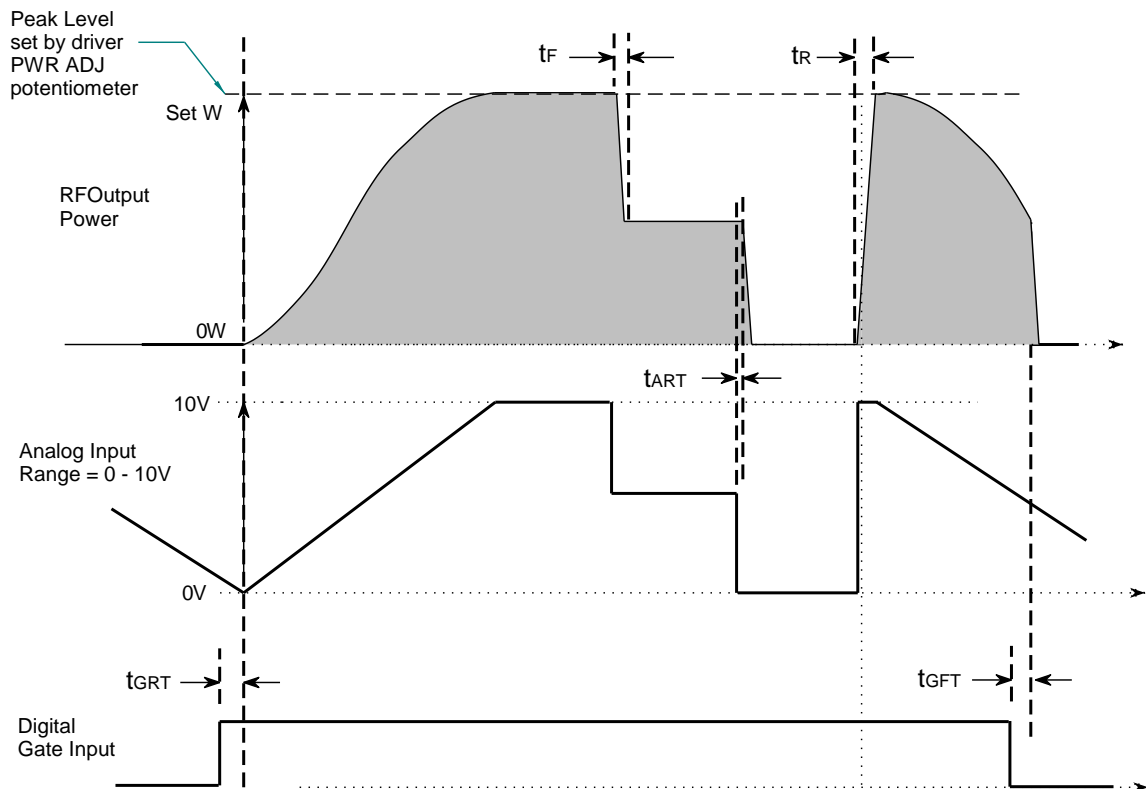 Peak Level
set by driver
PWR ADJ
potentiometer
tF
tR
Set W
RFOutput
Power
0W
tART
10V
Analog Input
Range = 0 - 10V
0V
tGRT
tGFT
Digital
Gate Input